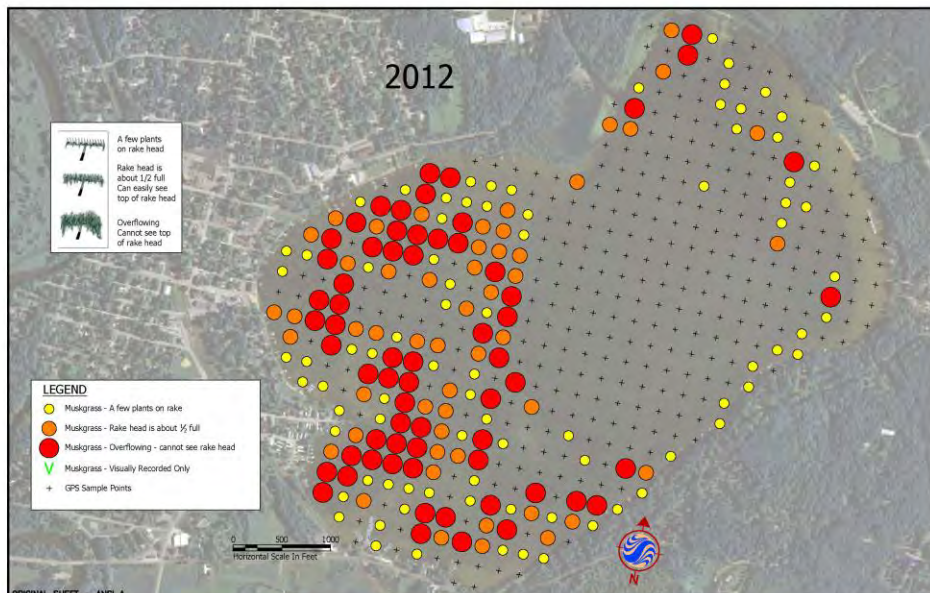 2012
A few plants
on rake head
Rake head is
about 1/2 full
Can easily see
top of rake head
Overflowing
Cannot see top
of rake head
LEGEND
Muskgrass - A few plants on rake
Muskgrass - Rake head is about ½ full
Muskgrass - Overflowing - cannot see rake head
V Muskgrass - Visually Recorded Only
GPS Sample Points
0 500 1000
Horizontal Scale In Feet
N